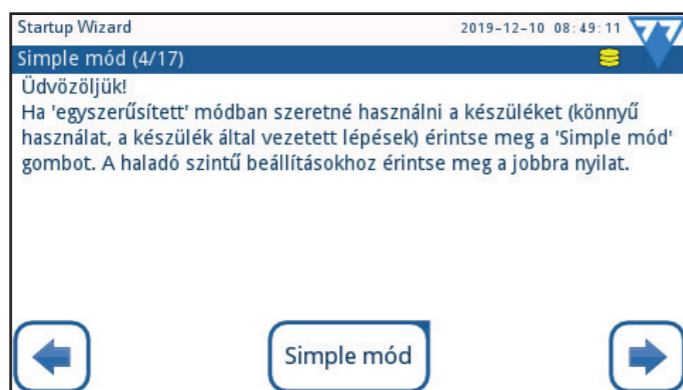 Startup Wizard 2019-12-10 08:49:11
Simple mód (4/17)
Üdvözöljük!
Ha 'egyszerűsített' módban szeretné használni a készüléket (könnyű
használat, a készülék által vezetett lépések) érintse meg a 'Simple mód'
gombot. A haladó szintű beállításokhoz érintse meg a jobbra nyilat.
Simple mód